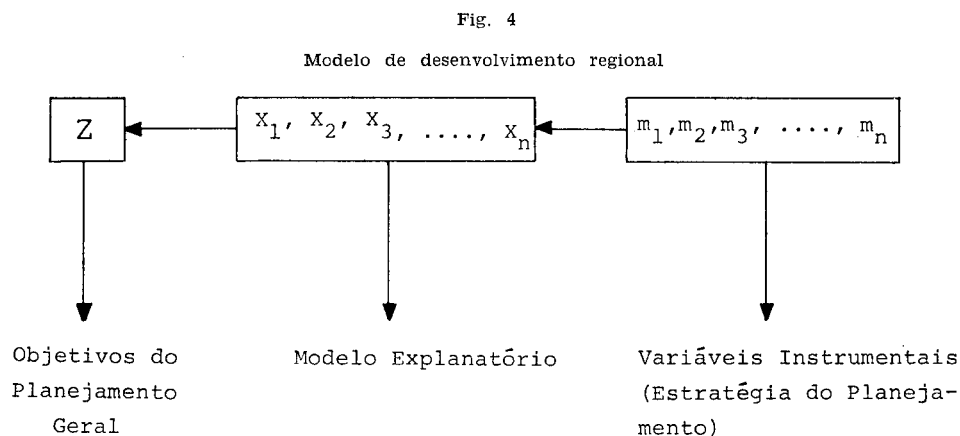 Fig. 4
Modelo de desenvolvimento regional
Z
X1, X2, X3, ...., Xn
m1,m2,m3, ...., mn
Objetivos do
Planejamento
Geral
Modelo Explanatório
Variáveis Instrumentais
(Estratégia do Planeja-
mento)